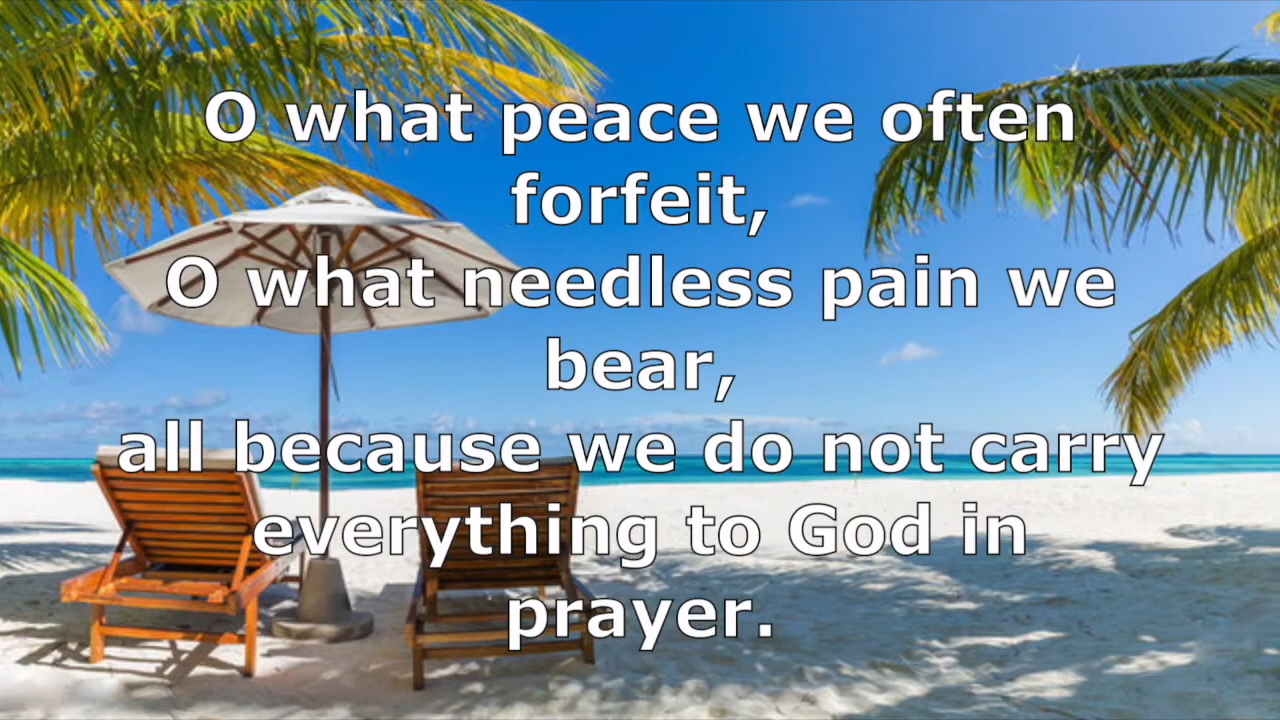 O what peace we often
forfeit,
O what needless pain we
bear,
all because we do not carry
everything to God in
prayer.